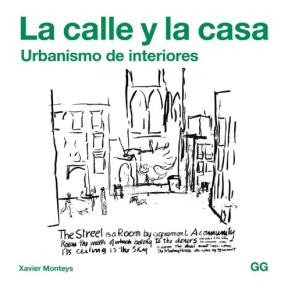 La calle y la casa
Urbanismo de interiores
The Street is a Room by agreement A community
Room the walls of which belong to the donors
Its ceiling is the Sky
Xavier Monteys
GG